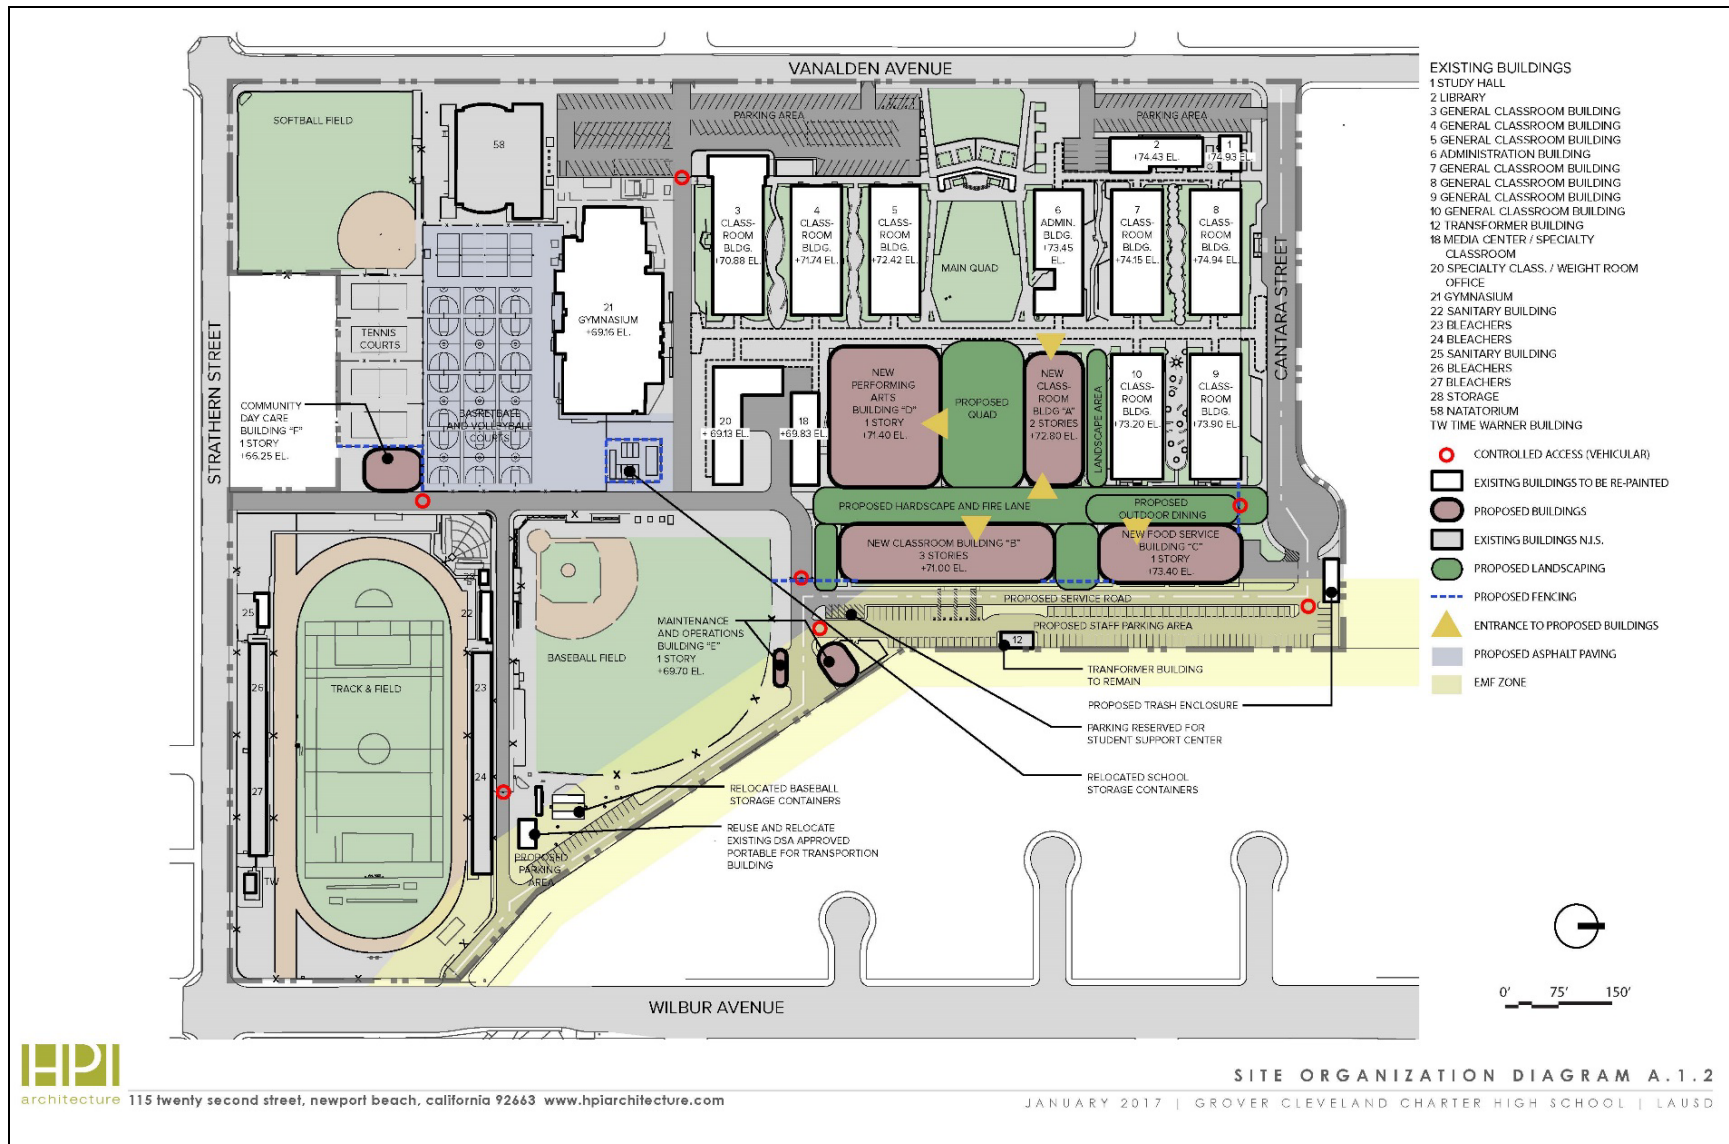 VANALDEN AVENUE
SOFTBALL FIELD
58
PARKING AREA
PARKING AREA
2
+74.43 EL.
1
+74.93 EL.
3
CLASS-
ROOM
BLDG.
+70.88 EL.
4
CLASS-
ROOM
BLDG.
+71.74 EL.
5
CLASS-
ROOM
BLDG.
+72.42 EL.
MAIN QUAD
6
ADMIN.
BLDG.
+73.45
EL.
7
CLASS-
ROOM
BLDG.
+74.15 EL.
8
CLASS-
ROOM
BLDG.
+74.94 EL.
CANTARA STREET
STRATHERN STREET
21
GYMNASIUM
+69.16 EL.
TENNIS
COURTS
BASKETBALL
AND VOLLEYBALL
COURTS
COMMUNITY
DAY CARE
BUILDING "F"
1 STORY
+66.25 EL.
20
+ 69.13 EL.
18
+69.83 EL.
NEW
PERFORMING
ARTS
BUILDING "D"
1 STORY
+71.40 EL.
PROPOSED
QUAD
NEW
CLASS-
ROOM
BLDG "A"
2 STORIES
+72.80 EL.
LANDSCAPE AREA
10
CLASS-
ROOM
BLDG.
+73.20 EL.
9
CLASS-
ROOM
BLDG.
+73.90 EL.
PROPOSED HARDSCAPE AND FIRE LANE
PROPOSED
OUTDOOR DINING
NEW CLASSROOM BUILDING "B"
3 STORIES
+71.00 EL.
NEW FOOD SERVICE
BUILDING "C"
1 STORY
+73.40 EL.
PROPOSED SERVICE ROAD
PROPOSED STAFF PARKING AREA
12
25
22
28
26
23
27
24
TW
TRACK & FIELD
BASEBALL FIELD
MAINTENANCE
AND OPERATIONS
BUILDING "E"
1 STORY
+69.70 EL.
TRANFORMER BUILDING
TO REMAIN
PROPOSED TRASH ENCLOSURE
PARKING RESERVED FOR
STUDENT SUPPORT CENTER
RELOCATED SCHOOL
STORAGE CONTAINERS
RELOCATED BASEBALL
STORAGE CONTAINERS
REUSE AND RELOCATE
EXISTING DSA APPROVED
PORTABLE FOR TRANSPORTION
BUILDING
PROPOSED
PARKING
AREA
WILBUR AVENUE
EXISTING BUILDINGS
1 STUDY HALL
2 LIBRARY
3 GENERAL CLASSROOM BUILDING
4 GENERAL CLASSROOM BUILDING
5 GENERAL CLASSROOM BUILDING
6 ADMINISTRATION BUILDING
7 GENERAL CLASSROOM BUILDING
8 GENERAL CLASSROOM BUILDING
9 GENERAL CLASSROOM BUILDING
10 GENERAL CLASSROOM BUILDING
12 TRANSFORMER BUILDING
18 MEDIA CENTER / SPECIALTY
CLASSROOM
20 SPECIALTY CLASS. / WEIGHT ROOM
OFFICE
21 GYMNASIUM
22 SANITARY BUILDING
23 BLEACHERS
24 BLEACHERS
25 SANITARY BUILDING
26 BLEACHERS
27 BLEACHERS
28 STORAGE
58 NATATORIUM
TW TIME WARNER BUILDING
CONTROLLED ACCESS (VEHICULAR)
EXISITNG BUILDINGS TO BE RE-PAINTED
PROPOSED BUILDINGS
EXISTING BUILDINGS N.I.S.
PROPOSED LANDSCAPING
PROPOSED FENCING
ENTRANCE TO PROPOSED BUILDINGS
PROPOSED ASPHALT PAVING
EMF ZONE
0' 75' 150'
HPI
architecture 115 twenty second street, newport beach, california 92663 www.hpiarchitecture.com
SITE ORGANIZATION DIAGRAM A.1.2
JANUARY 2017 | GROVER CLEVELAND CHARTER HIGH SCHOOL | LAUSD